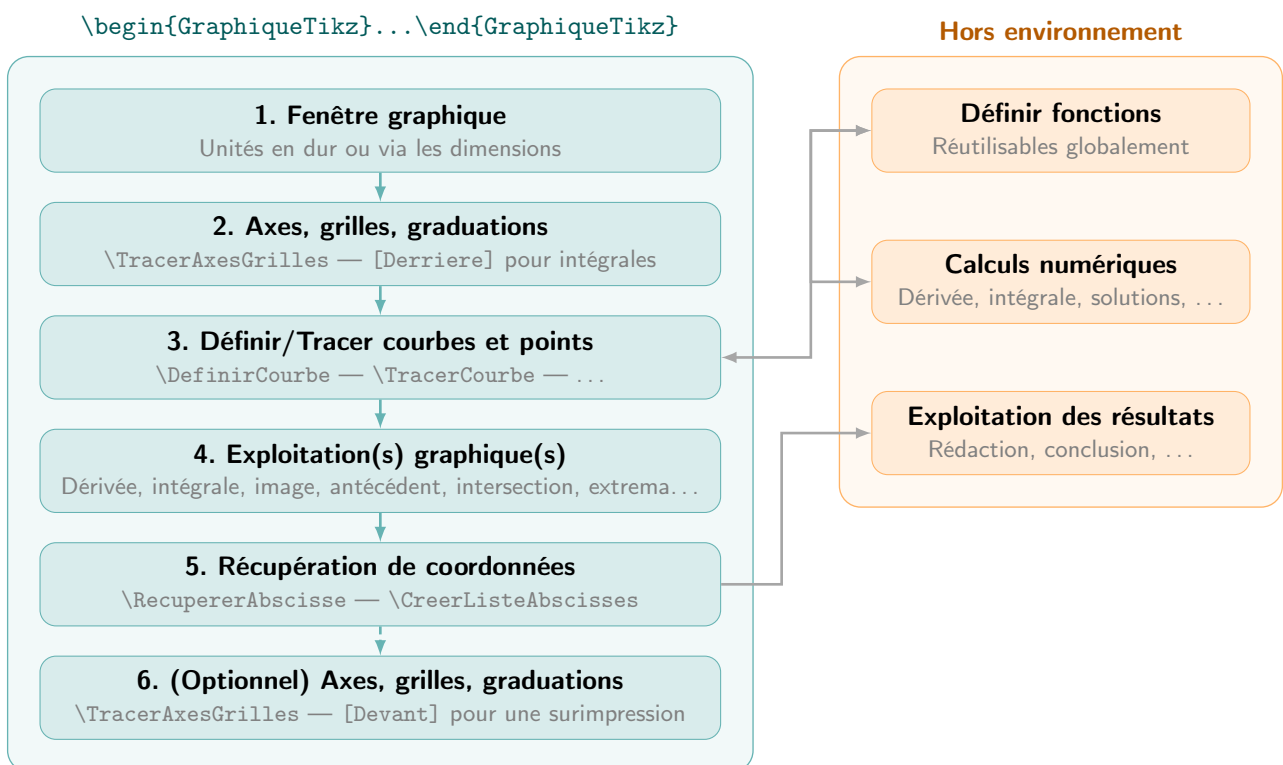 \begin{GraphiqueTikz}...\end{GraphiqueTikz}
1. Fenêtre graphique
Unités en dur ou via les dimensions
2. Axes, grilles, graduations
\TracerAxesGrilles — [Derriere] pour intégrales
3. Définir/Tracer courbes et points
\DefinirCourbe — \TracerCourbe — ...
4. Exploitation(s) graphique(s)
Dérivée, intégrale, image, antécédent, intersection, extrema...
5. Récupération de coordonnées
\RecupererAbscisse — \CreerListeAbscisses
6. (Optionnel) Axes, grilles, graduations
\TracerAxesGrilles — [Devant] pour une surimpression
Hors environnement
Définir fonctions
Réutilisables globalement
Calculs numériques
Dérivée, intégrale, solutions, ...
Exploitation des résultats
Rédaction, conclusion, ...